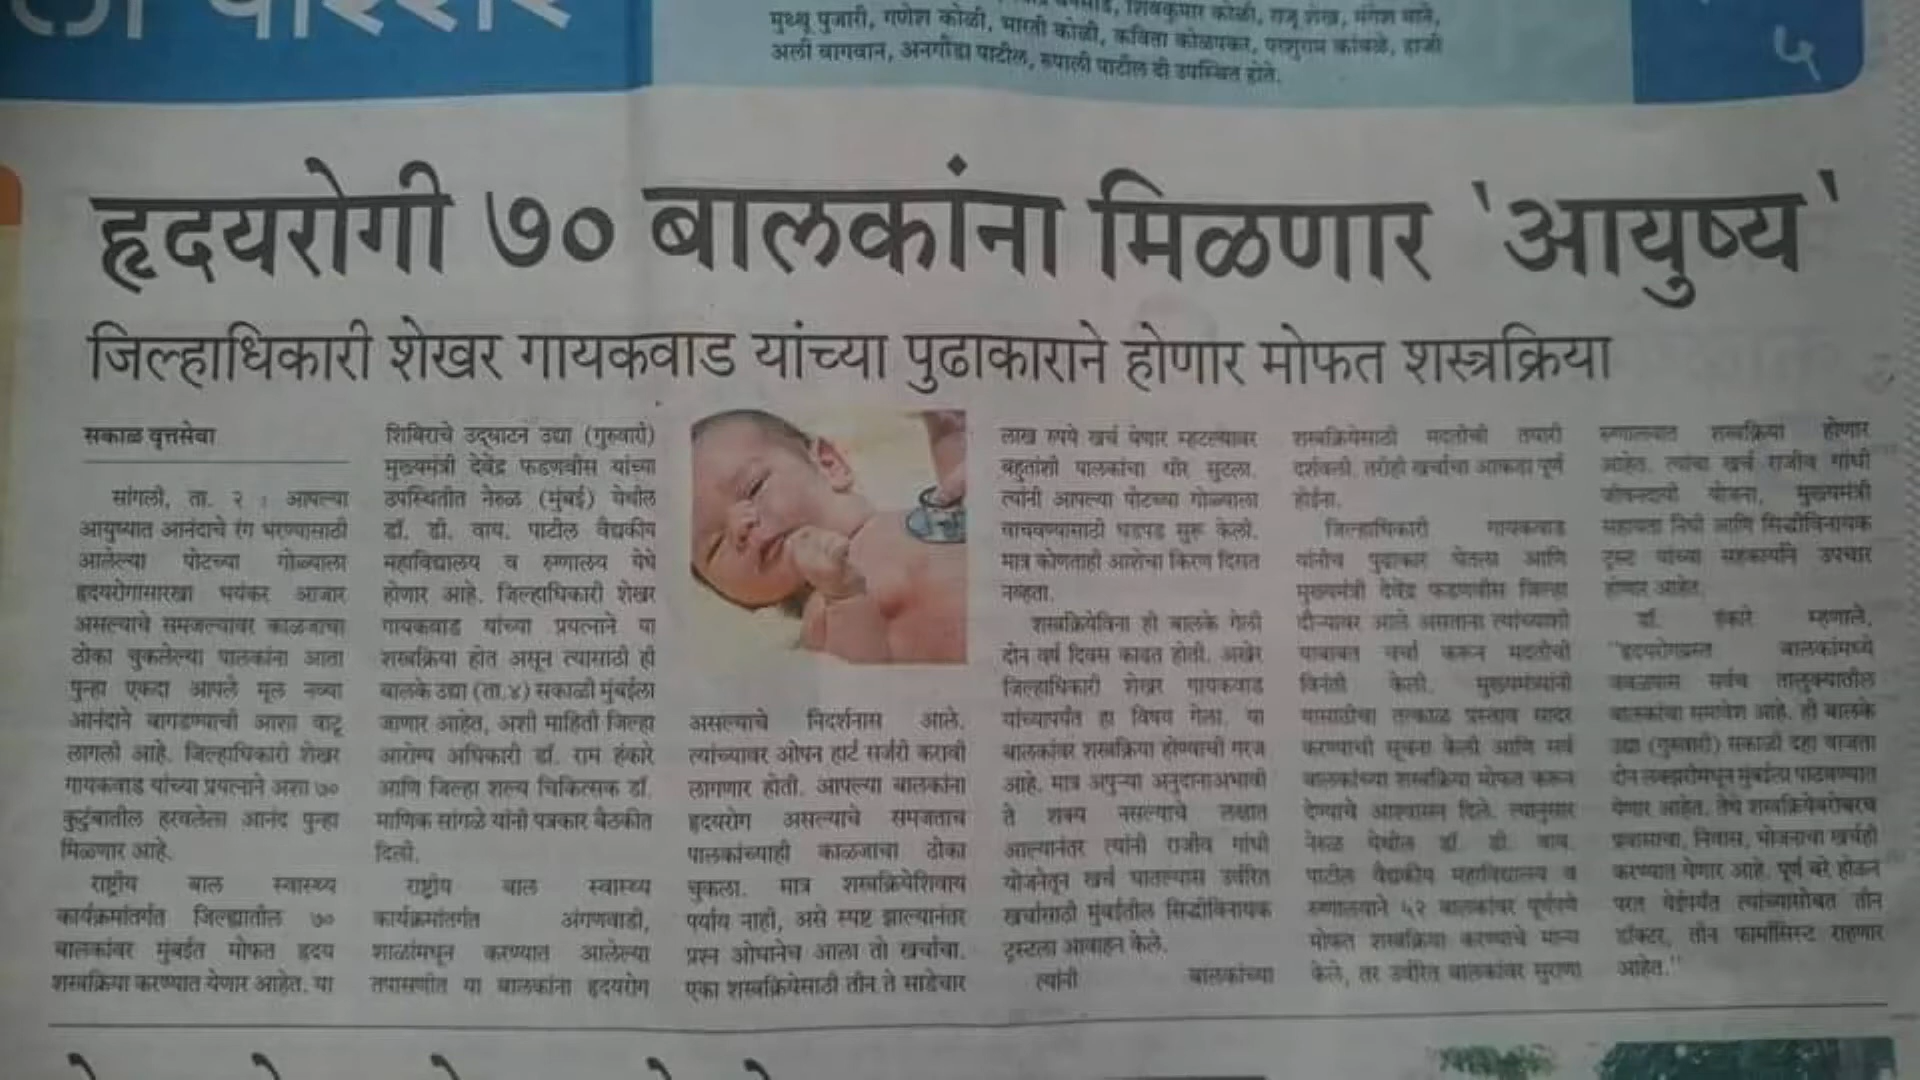 मुथ्थू पुजारी, गणेश कोळी, भारती कोळी, कविता कोळपकर, परशुराम कांबळे, हाजी
अली बागवान, अनगोंडा पाटील, रुपाली पाटील दी उपस्थित होते.
५
हृदयरोगी ७० बालकांना मिळणार 'आयुष्य'
जिल्हाधिकारी शेखर गायकवाड यांच्या पुढाकाराने होणार मोफत शस्त्रक्रिया
सकाळ वृत्तसेवा
सांगली, ता. २ : आपल्या
आयुष्यात आनंदाचे रंग भरण्यासाठी
आलेल्या पोटच्या गोळ्याला
हृदयरोगासारखा भयंकर आजार
असल्याचे समजल्यावर काळजाचा
ठोका चुकलेल्या पालकांना आता
पुन्हा एकदा आपले मूल नव्या
आनंदाने बागडण्याची आशा वाटू
लागली आहे. जिल्हाधिकारी शेखर
गायकवाड यांच्या प्रयत्नाने अशा ७०
कुटुंबातील हरवलेला आनंद पुन्हा
मिळणार आहे.
राष्ट्रीय बाल स्वास्थ्य
कार्यक्रमांतर्गत जिल्ह्यातील ७०
बालकांवर मुंबईत मोफत हृदय
शस्त्रक्रिया करण्यात येणार आहेत. या
शिबिराचे उद्‌घाटन उद्या (गुरुवारी)
मुख्यमंत्री देवेंद्र फडणवीस यांच्या
उपस्थितीत नेरुळ (मुंबई) येथील
डॉ. डी. वाय. पाटील वैद्यकीय
महाविद्यालय व रुग्णालय येथे
होणार आहे. जिल्हाधिकारी शेखर
गायकवाड यांच्या प्रयत्नाने या
शस्त्रक्रिया होत असून त्यासाठी ही
बालके उद्या (ता.४) सकाळी मुंबईला
जाणार आहेत, अशी माहिती जिल्हा
आरोग्य अधिकारी डॉ. राम हंकारे
आणि जिल्हा शल्य चिकित्सक डॉ.
माणिक सांगळे यांनी पत्रकार बैठकीत
दिली.
राष्ट्रीय बाल स्वास्थ्य
कार्यक्रमांतर्गत अंगणवाडी,
शाळांमधून करण्यात आलेल्या
तपासणीत या बालकांना हृदयरोग
असल्याचे निदर्शनास आले.
त्यांच्यावर ओपन हार्ट सर्जरी करावी
लागणार होती. आपल्या बालकांना
हृदयरोग असल्याचे समजताच
पालकांच्याही काळजाचा ठोका
चुकला. मात्र शस्त्रक्रियेशिवाय
पर्याय नाही, असे स्पष्ट झाल्यानंतर
प्रश्न ओघानेच आला तो खर्चाचा.
एका शस्त्रक्रियेसाठी तीन ते साडेचार
लाख रुपये खर्च येणार म्हटल्यावर
बहुतांशी पालकांचा धीर सुटला.
त्यांनी आपल्या पोटच्या गोळ्याला
वाचवण्यासाठी धडपड सुरू केली.
मात्र कोणताही आशेचा किरण दिसत
नव्हता.
शस्त्रक्रियेविना ही बालके गेली
दोन वर्ष दिवस काढत होती. अखेर
जिल्हाधिकारी शेखर गायकवाड
यांच्यापर्यंत हा विषय गेला. या
बालकांवर शस्त्रक्रिया होण्याची गरज
आहे. मात्र अपुऱ्या अनुदानाअभावी
ते शक्य नसल्याचे लक्षात
आल्यानंतर त्यांनी राजीव गांधी
योजनेतून खर्च घातल्यास उर्वरित
खर्चासाठी मुंबईतील सिद्धीविनायक
ट्रस्टला आवाहन केले.
त्यांनी बालकांच्या
शस्त्रक्रियेसाठी मदतीची तयारी
दर्शवली. तरीही खर्चाचा आकडा पूर्ण
होईना.
जिल्हाधिकारी गायकवाड
यांनीच पुढाकार घेतला आणि
मुख्यमंत्री देवेंद्र फडणवीस जिल्हा
दौऱ्यावर आले असताना त्यांच्याशी
याबाबत चर्चा करून मदतीची
विनंती केली. मुख्यमंत्र्यांनी
यासाठीचा तत्काळ प्रस्ताव सादर
करण्याची सूचना केली आणि सर्व
बालकांच्या शस्त्रक्रिया मोफत करून
देण्याचे आश्वासन दिले. त्यानुसार
नेरुळ येथील डॉ. डी. वाय.
पाटील वैद्यकीय महाविद्यालय व
रुग्णालयाने ५२ बालकांवर पूर्णपणे
मोफत शस्त्रक्रिया करण्याचे मान्य
केले, तर उर्वरित बालकांवर सुराणा
रुग्णालयात शस्त्रक्रिया होणार
आहेत. त्यांचा खर्च राजीव गांधी
जीवनदायी योजना, मुख्यमंत्री
सहायता निधी आणि सिद्धीविनायक
ट्रस्ट यांच्या सहकार्याने उपचार
होणार आहेत.
डॉ. हंकारे म्हणाले,
"हृदयरोगग्रस्त बालकांमध्ये
जवळपास सर्वच तालुक्यातील
बालकांचा समावेश आहे. ही बालके
उद्या (गुरुवारी) सकाळी दहा वाजता
दोन लक्झरीमधून मुंबईला पाठवण्यात
येणार आहेत. तेथे शस्त्रक्रियेबरोबरच
प्रवासाचा, निवास, भोजनाचा खर्चही
करण्यात येणार आहे. पूर्ण बरे होऊन
परत येईपर्यंत त्यांच्यासोबत तीन
डॉक्टर, तीन फार्मासिस्ट राहणार
आहेत."